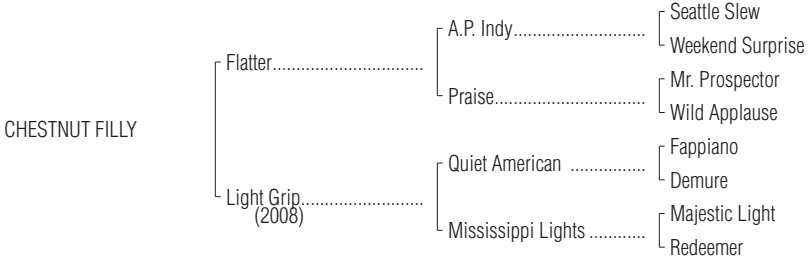 Seattle Slew
A.P. Indy..............................
Weekend Surprise
Flatter..................................
Mr. Prospector
Praise..................................
Wild Applause
CHESTNUT FILLY
Fappiano
Quiet American .................
Demure
Light Grip............................
(2008)
Majestic Light
Mississippi Lights .............
Redeemer